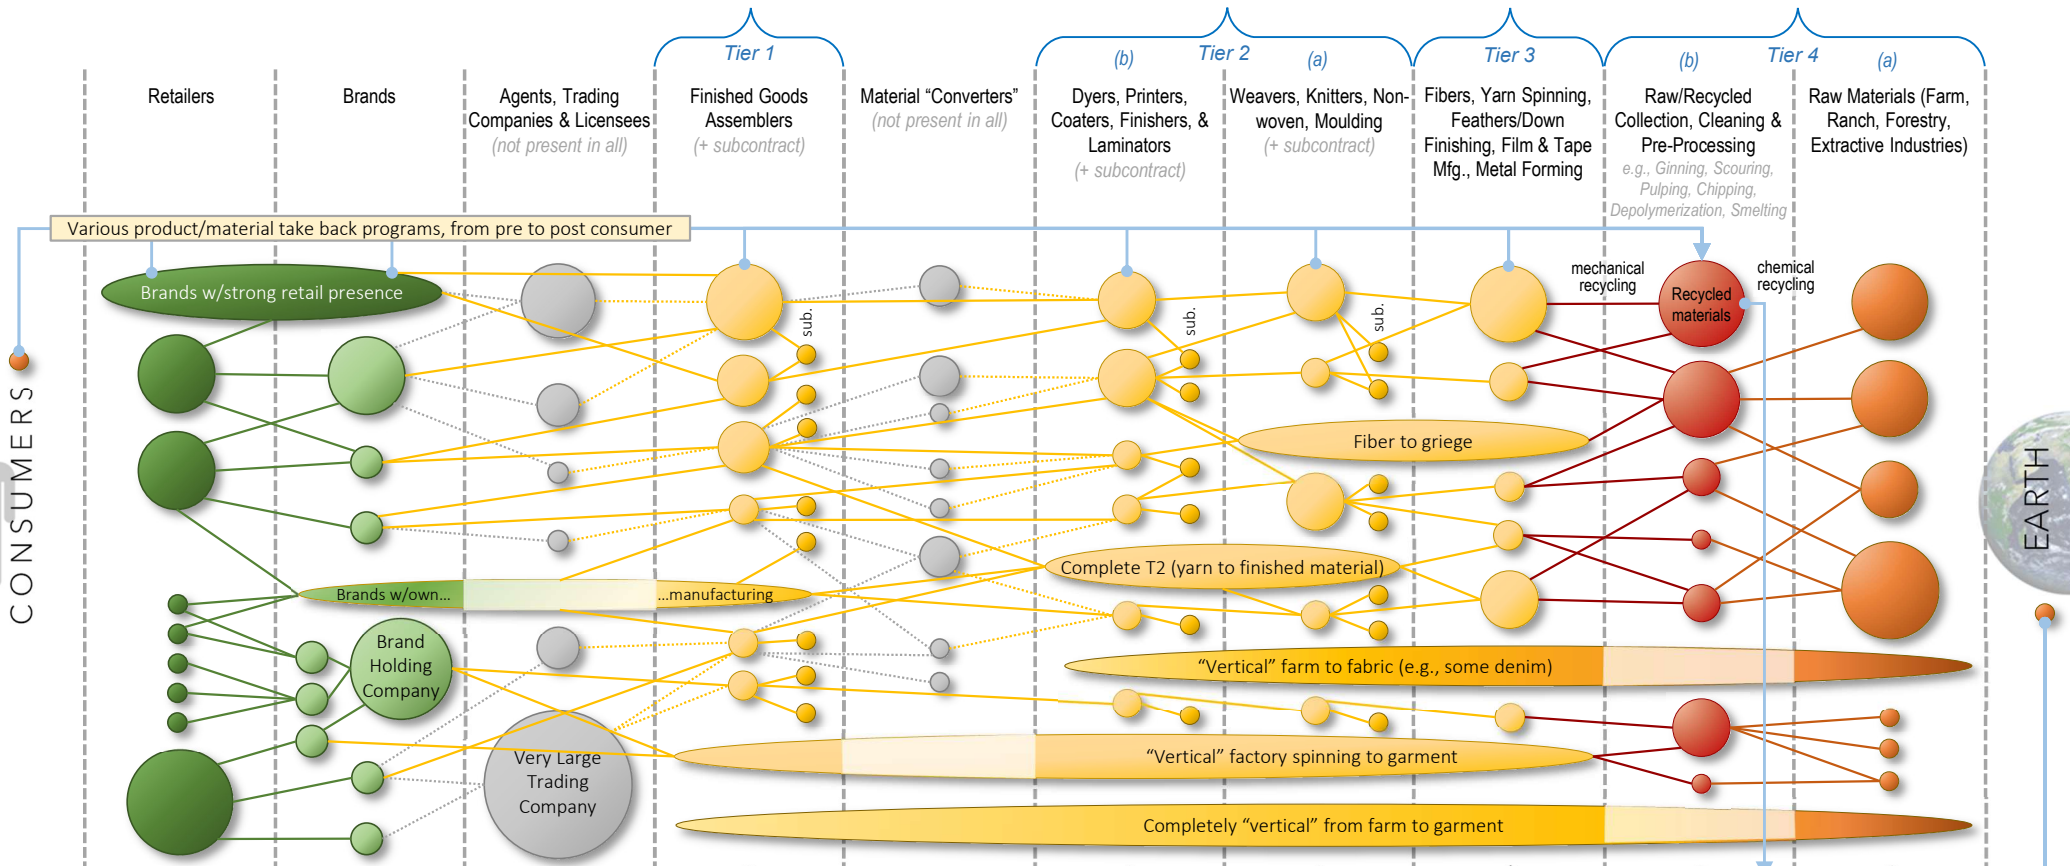 Tier 1
Tier 2
(b)
(a)
Tier 3
Tier 4
(b)
(a)
Retailers
Brands
Agents, Trading
Companies & Licensees
(not present in all)
Finished Goods
Assemblers
(+ subcontract)
Material “Converters”
(not present in all)
Dyers, Printers,
Coaters, Finishers, &
Laminators
(+ subcontract)
Weavers, Knitters, Non-
woven, Moulding
(+ subcontract)
Fibers, Yarn Spinning,
Feathers/Down
Finishing, Film & Tape
Mfg., Metal Forming
Raw/Recycled
Collection, Cleaning &
Pre-Processing
e.g., Ginning, Scouring,
Pulping, Chipping,
Depolymerization, Smelting
Raw Materials (Farm,
Ranch, Forestry,
Extractive Industries)
Various product/material take back programs, from pre to post consumer
Brands w/strong retail presence
sub.
sub.
sub.
mechanical
recycling
Recycled
materials
chemical
recycling
CONSUMERS
EARTH
Fiber to griege
Complete T2 (yarn to finished material)
Brands w/own...
...manufacturing
Brand
Holding
Company
“Vertical” farm to fabric (e.g., some denim)
Very Large
Trading
Company
“Vertical” factory spinning to garment
Completely “vertical” from farm to garment